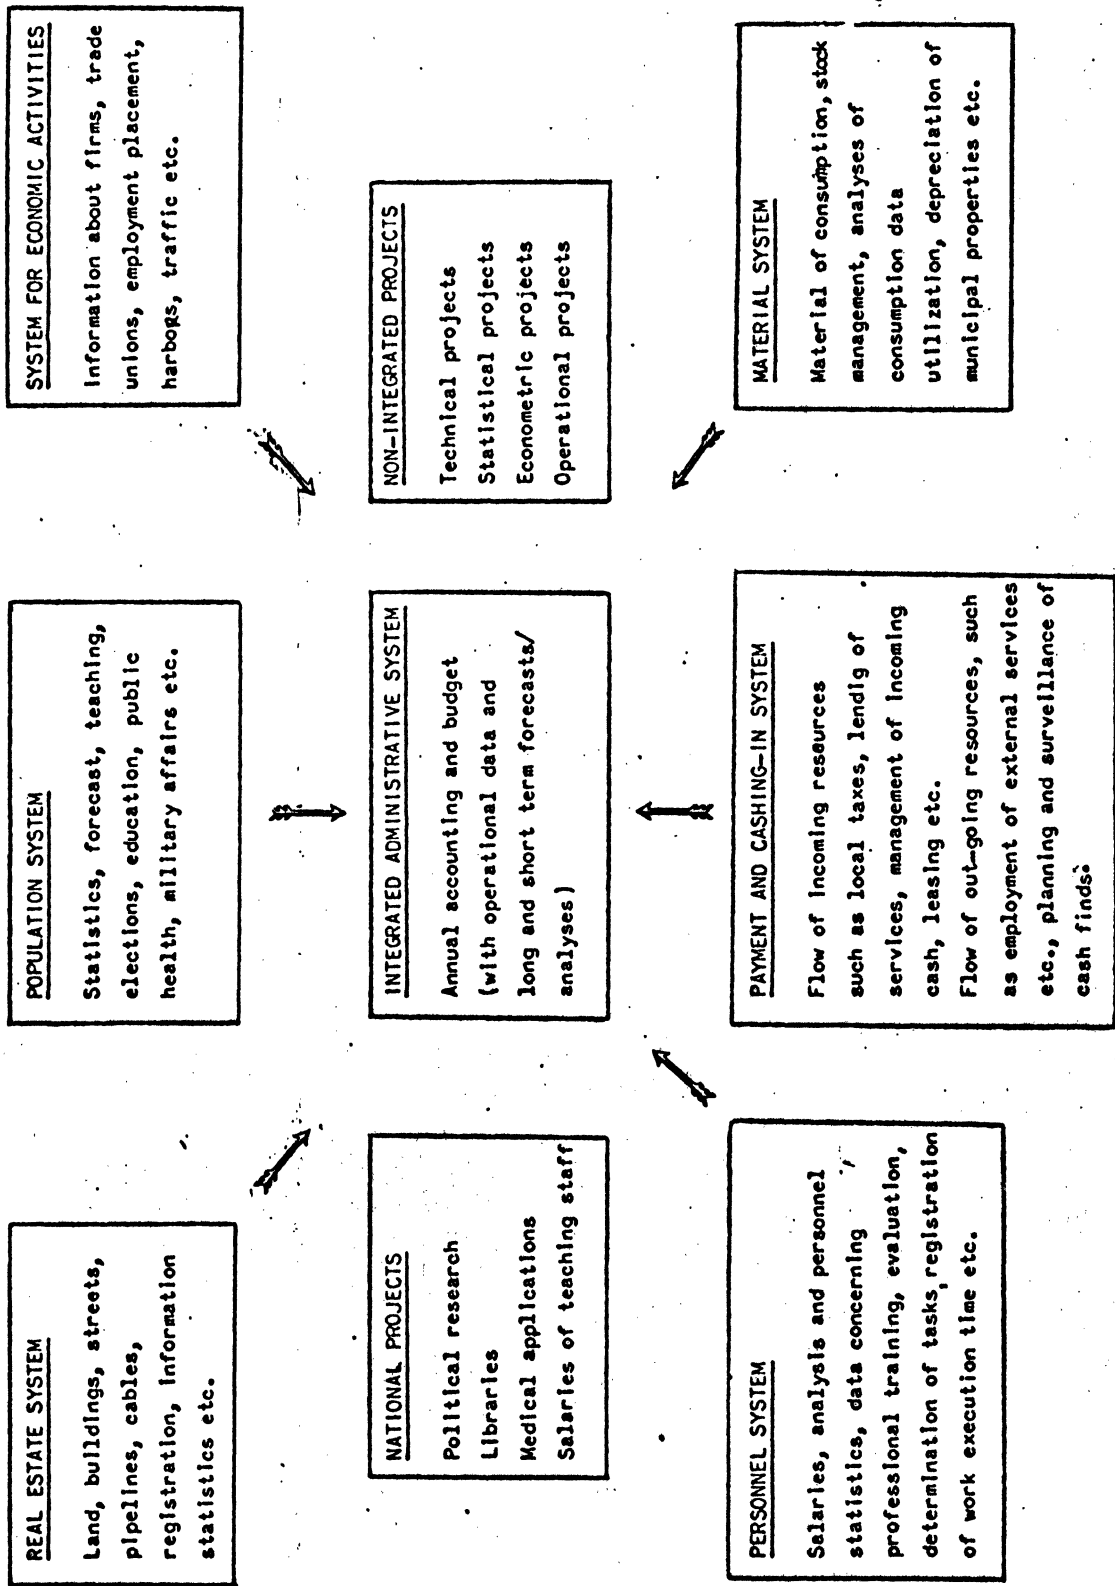 REAL ESTATE SYSTEM
Land, buildings, streets,
pipelines, cables,
registration, information
statistics etc.
POPULATION SYSTEM
Statistics, forecast, teaching,
elections, education, public
health, military affairs etc.
SYSTEM FOR ECONOMIC ACTIVITIES
Information about firms, trade
unions, employment placement,
harbors, traffic etc.
NATIONAL PROJECTS
Political research
Libraries
Medical applications
Salaries of teaching staff
INTEGRATED ADMINISTRATIVE SYSTEM
Annual accounting and budget
(with operational data and
long and short term forecasts/
analyses)
NON-INTEGRATED PROJECTS
Technical projects
Statistical projects
Econometric projects
Operational projects
PERSONNEL SYSTEM
Salaries, analysis and personnel
statistics, data concerning
professional training, evaluation,
determination of tasks, registration
of work execution time etc.
PAYMENT AND CASHING-IN SYSTEM
Flow of incoming resources
such as local taxes, lendig of
services, management of incoming
cash, leasing etc.
Flow of out-going resources, such
as employment of external services
etc., planning and surveillance of
cash finds.
MATERIAL SYSTEM
Material of consumption, stock
management, analyses of
consumption data
utilization, depreciation of
municipal properties etc.